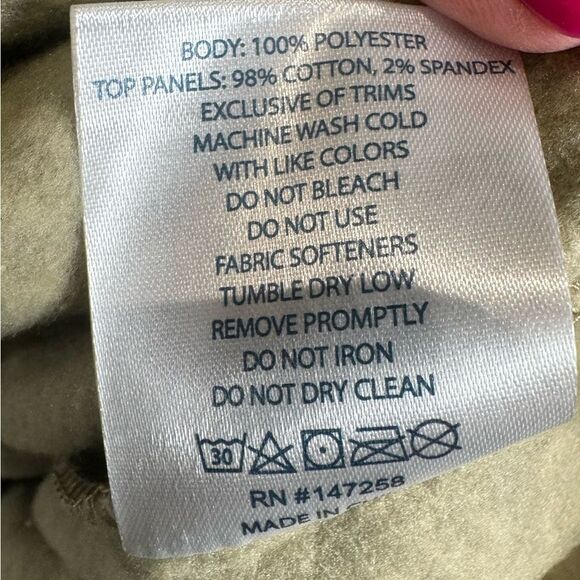 BODY: 100% POLYESTER
TOP PANELS: 98% COTTON, 2% SPANDEX
EXCLUSIVE OF TRIMS
MACHINE WASH COLD
WITH LIKE COLORS
DO NOT BLEACH
DO NOT USE
FABRIC SOFTENERS
TUMBLE DRY LOW
REMOVE PROMPTLY
DO NOT IRON
DO NOT DRY CLEAN
30
RN #147258
MADE IN